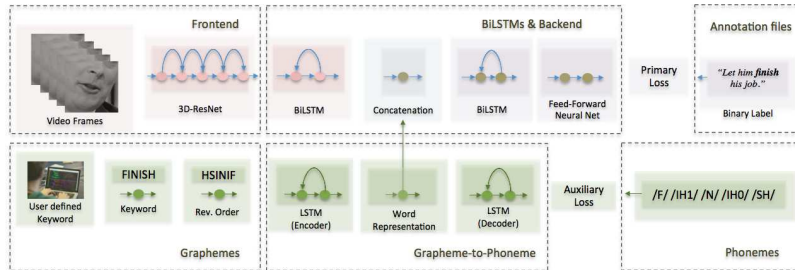 Frontend
BiLSTMs & Backend
Annotation files
Video Frames
3D-ResNet
BiLSTM
Concatenation
BiLSTM
Feed-Forward
Neural Net
Primary
Loss
"Let him finish
his job."
Binary Label
User defined
Keyword
FINISH
Keyword
HSINIF
Rev. Order
LSTM
(Encoder)
Word
Representation
LSTM
(Decoder)
Auxiliary
Loss
/F/ /IH1/ /N/ /IH0/ /SH/
Graphemes
Grapheme-to-Phoneme
Phonemes